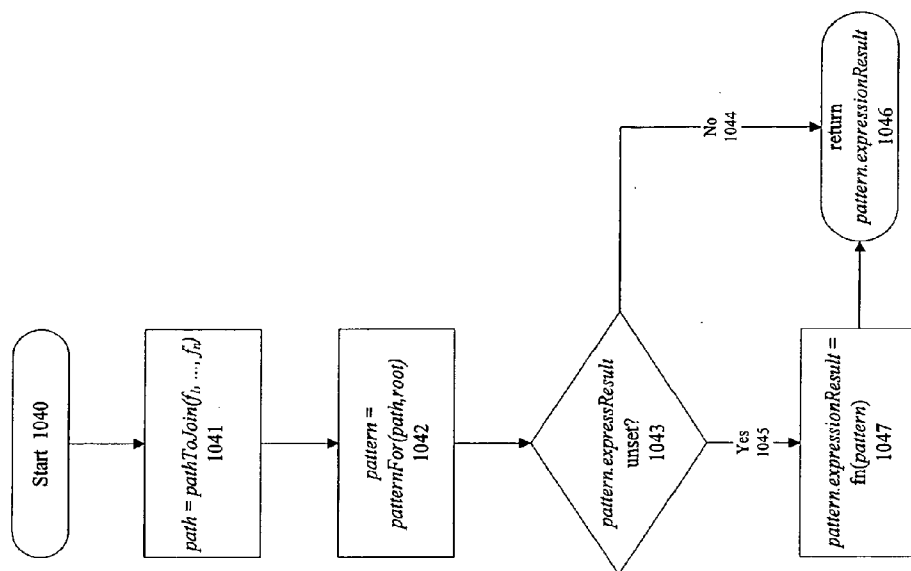 Start 1040
path = pathToJoin(f1, ..., fn)
1041
pattern =
patternFor(path,root)
1042
pattern.expressResult
unset?
1043
No
1044
Yes
1045
return
pattern.expressionResult
1046
pattern.expressionResult =
fn(pattern)
1047